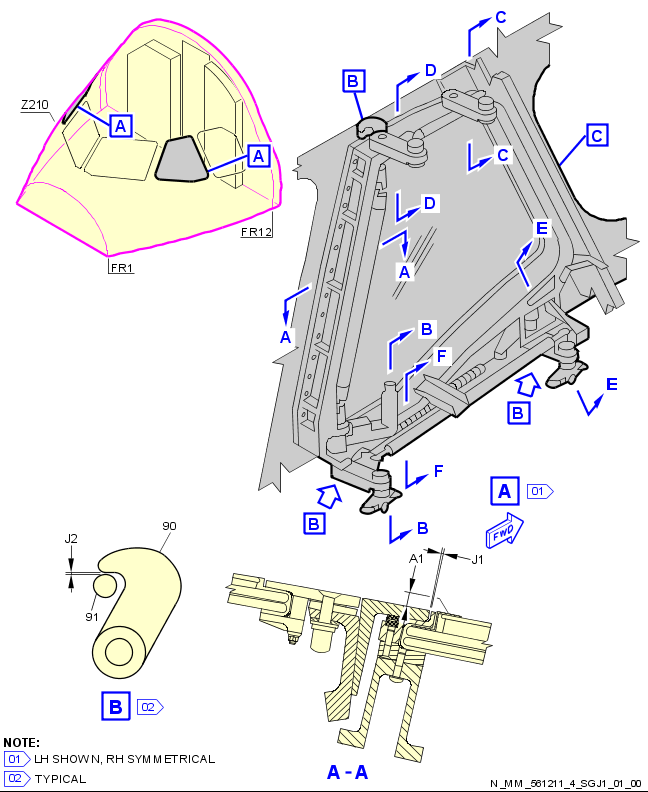 Z210
A
A
FR12
FR1
C
D
B
C
C
D
E
A
A
B
F
E
B
F
A 01
B
B
FWD
J2
90
91
B 02
A1
J1
A - A
NOTE:
01 LH SHOWN, RH SYMMETRICAL
02 TYPICAL
N_MM_561211_4_SGJ1_01_00